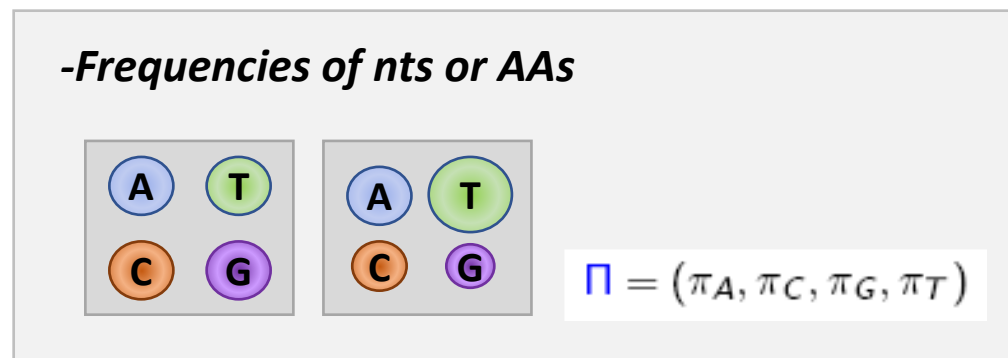 -Frequencies of nts or AAs
A T
C G
A T
C G
Π = (π_A, π_C, π_G, π_T)